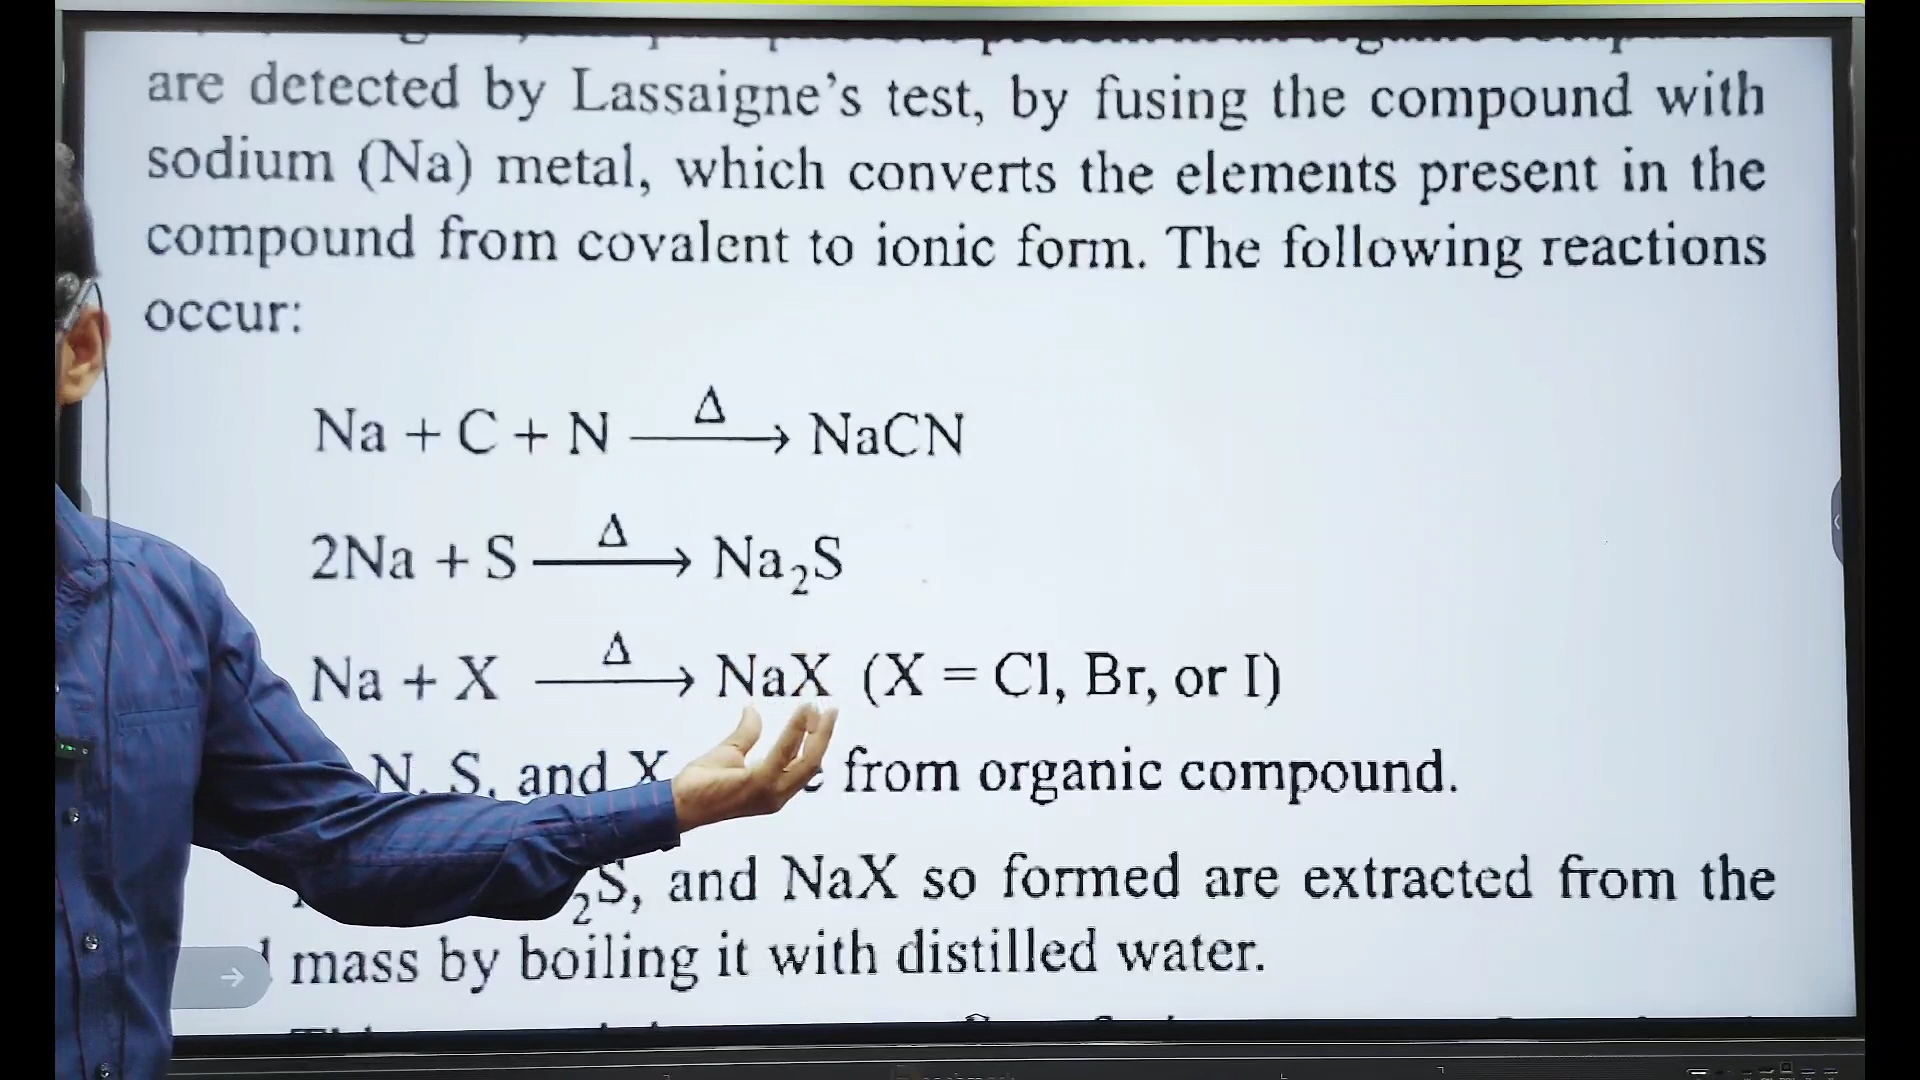 are detected by Lassaigne's test, by fusing the compound with
sodium (Na) metal, which converts the elements present in the
compound from covalent to ionic form. The following reactions
occur:
Δ
Na + C + N ⟶ NaCN
Δ
2Na + S ⟶ Na₂S
Δ
Na + X ⟶ NaX (X = Cl, Br, or I)
N, S, and X from organic compound.
₂S, and NaX so formed are extracted from the
mass by boiling it with distilled water.